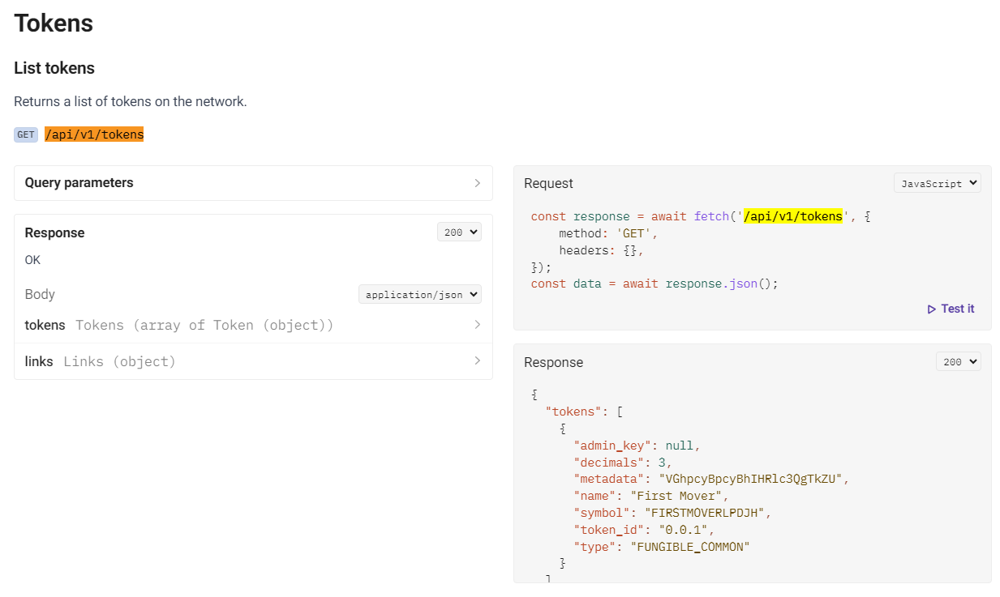 Tokens
List tokens
Returns a list of tokens on the network.
GET /api/v1/tokens
Query parameters
Response 200
OK
Body application/json
tokens Tokens (array of Token (object))
links Links (object)
Request JavaScript
const response = await fetch('/api/v1/tokens', {
    method: 'GET',
    headers: {},
});
const data = await response.json();
Test it
Response 200
{
  "tokens": [
    {
      "admin_key": null,
      "decimals": 3,
      "metadata": "VGhpcyBpcyBhIHRlc3QgTkZU",
      "name": "First Mover",
      "symbol": "FIRSTMOVERLPDJH",
      "token_id": "0.0.1",
      "type": "FUNGIBLE_COMMON"
    }
  ]